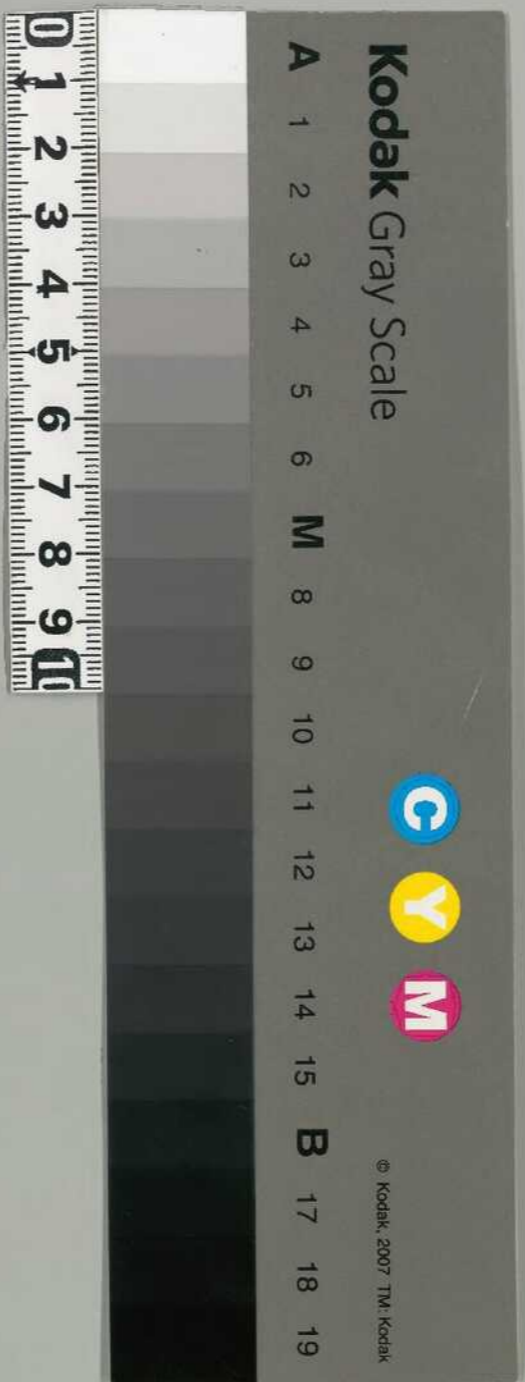 Kodak Gray Scale
C Y M
© Kodak, 2007 TM: Kodak
A 1 2 3 4 5 6 M 8 9 10 11 12 13 14 15 B 17 18 19
0 1 2 3 4 5 6 7 8 9 10